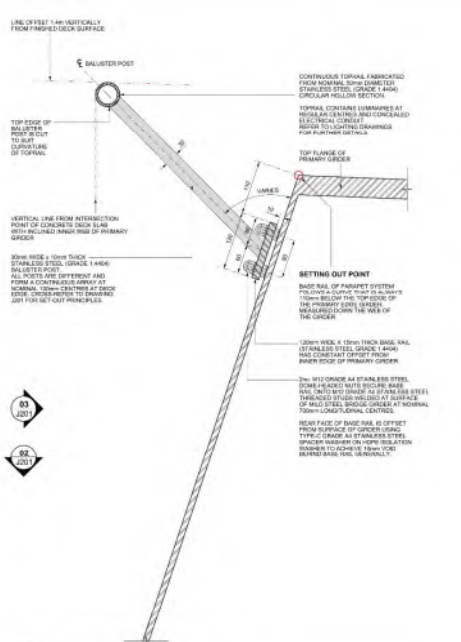 LINE OFFSET 1.4m VERTICALLY
FROM FINISHED DECK SURFACE
BALUSTER POST
TOP EDGE OF
BALUSTER
POST IS CUT
TO SUIT
CURVATURE
OF TOPRAIL
VERTICAL LINE FROM INTERSECTION
POINT OF CONCRETE DECK SLAB
WITH INCLINED INNER WEB OF PRIMARY
GIRDER
30mm WIDE x 10mm THICK
STAINLESS STEEL (GRADE 1.4404)
BALUSTER POST.
ALL POSTS ARE DIFFERENT AND
FORM A CONTINUOUS ARRAY AT
NOMINAL 100mm CENTRES AT DECK
EDGE. CROSS-REFER TO DRAWING
J201 FOR SET-OUT PRINCIPLES.
30
110
VARIES
10
CONTINUOUS TOPRAIL FABRICATED
FROM NOMINAL 50mm DIAMETER
STAINLESS STEEL (GRADE 1.4404)
CIRCULAR HOLLOW SECTION.
TOPRAIL CONTAINS LUMINAIRES AT
REGULAR CENTRES AND CONCEALED
ELECTRICAL CONDUIT.
REFER TO LIGHTING DRAWINGS
FOR FURTHER DETAILS.
TOP FLANGE OF
PRIMARY GIRDER
SETTING OUT POINT
BASE RAIL OF PARAPET SYSTEM
FOLLOWS A CURVE THAT IS ALWAYS
110mm BELOW THE TOP EDGE OF
THE PRIMARY EDGE GIRDER,
MEASURED DOWN THE WEB OF
THE GIRDER
120mm WIDE X 15mm THICK BASE RAIL
(STAINLESS STEEL GRADE 1.4404)
HAS CONSTANT OFFSET FROM
INNER EDGE OF PRIMARY GIRDER.
2no. M12 GRADE A4 STAINLESS STEEL
DOME-HEADED NUTS SECURE BASE
RAIL ONTO M12 GRADE A4 STAINLESS STEEL
THREADED STUDS WELDED AT SURFACE
OF MILD STEEL BRIDGE GIRDER AT NOMINAL
700mm LONGITUDINAL CENTRES.
REAR FACE OF BASE RAIL IS OFFSET
FROM SURFACE OF GIRDER USING
TYPE-C GRADE A4 STAINLESS STEEL
SPACER WASHER ON HDPE ISOLATION
WASHER TO ACHIEVE 10mm VOID
BEHIND BASE RAIL GENERALLY.
03
J201
02
J201